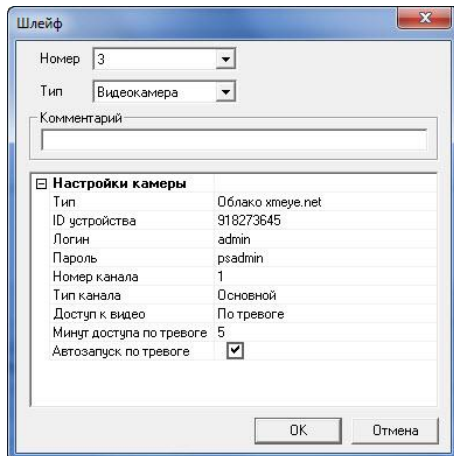 Шлейф
Номер 3
Тип Видеокамера
Комментарий
Настройки камеры
Тип Облако xmeye.net
ID устройства 918273645
Логин admin
Пароль psadmin
Номер канала 1
Тип канала Основной
Доступ к видео По тревоге
Минут доступа по тревоге 5
Автозапуск по тревоге
OK Отмена